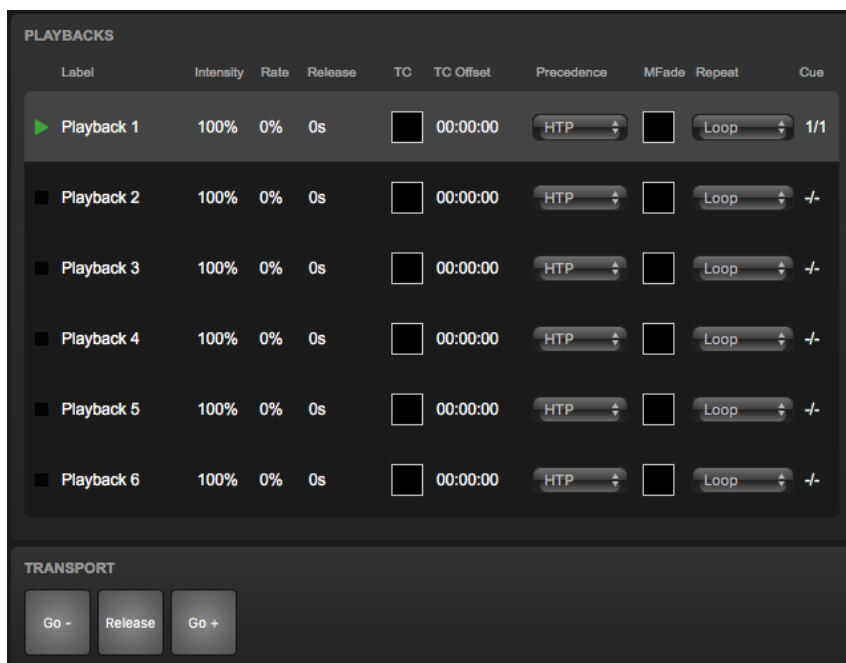 PLAYBACKS
Label Intensity Rate Release TC TC Offset Precedence MFade Repeat Cue
Playback 1 100% 0% 0s 00:00:00 HTP Loop 1/1
Playback 2 100% 0% 0s 00:00:00 HTP Loop -/-
Playback 3 100% 0% 0s 00:00:00 HTP Loop -/-
Playback 4 100% 0% 0s 00:00:00 HTP Loop -/-
Playback 5 100% 0% 0s 00:00:00 HTP Loop -/-
Playback 6 100% 0% 0s 00:00:00 HTP Loop -/-
TRANSPORT
Go - Release Go +